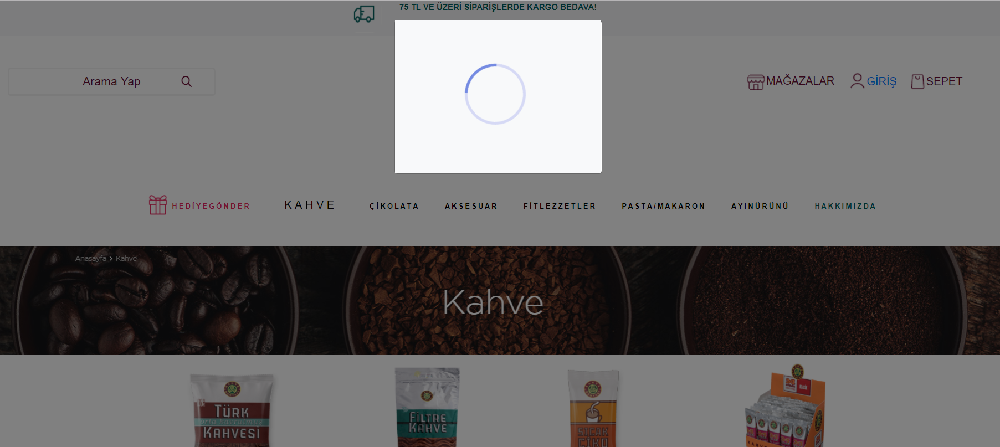 75 TL VE ÜZERİ SİPARİŞLERDE KARGO BEDAVA!
Arama Yap
MAĞAZALAR
GİRİŞ
SEPET
HEDİYEGÖNDER
KAHVE
ÇİKOLATA
AKSESUAR
FİTLEZZETLER
PASTA/MAKARON
AYINÜRÜNÜ
HAKKIMIZDA
Anasayfa > Kahve
Kahve
TÜRK
orta kavrulmuş
KAHVESİ
FİLTRE
KAHVE
SICAK
ÇİKO
KAHVE